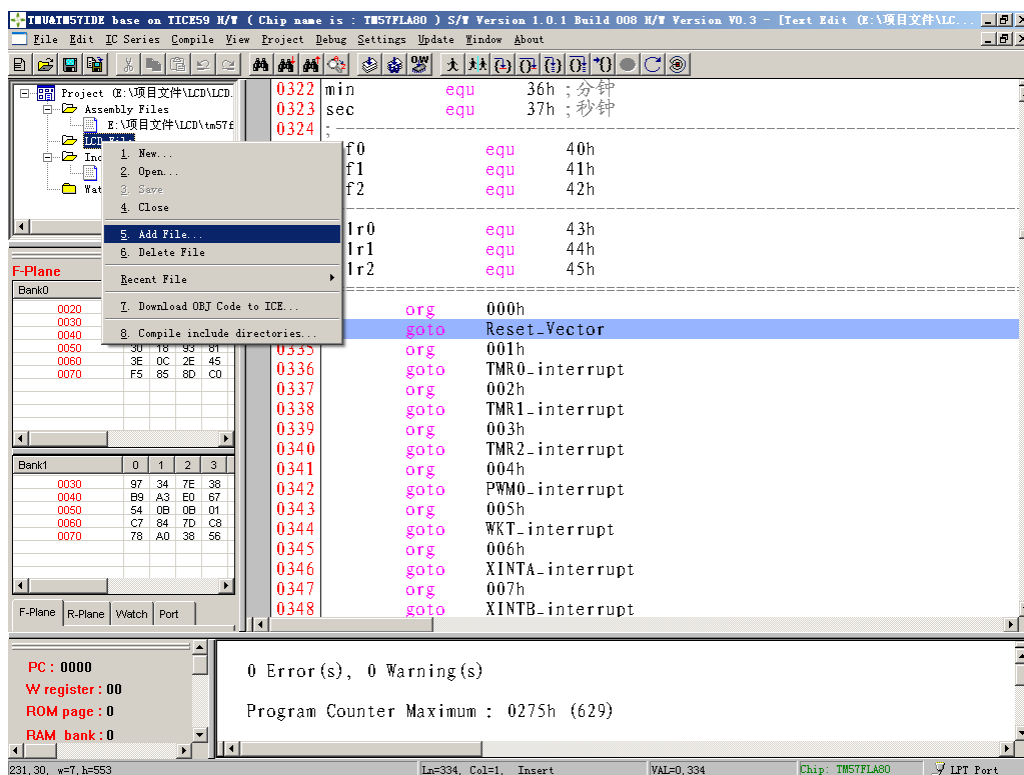 TMU&TM57IDE base on TICE59 H/W ( Chip name is : TM57FLA80 ) S/W Version 1.0.1 Build 008 H/W Version V0.3 - [Text Edit (E:\项目文件\LC...
File Edit IC Series Compile View Project Debug Settings Update Window About
Project (E:\项目文件\LCD\LCD.
Assembly Files
E:\项目文件\LCD\tm57f
LCD File
Inc
Wat
1. New...
2. Open...
3. Save
4. Close
5. Add File...
6. Delete File
Recent File
7. Download OBJ Code to ICE...
8. Compile include directories...
0322 min equ 36h ;分钟
0323 sec equ 37h ;秒钟
0324 ;--------------------------------------------------
f0 equ 40h
f1 equ 41h
f2 equ 42h
lr0 equ 43h
lr1 equ 44h
lr2 equ 45h
org 000h
goto Reset_Vector
0335 org 001h
0336 goto TMR0_interrupt
0337 org 002h
0338 goto TMR1_interrupt
0339 org 003h
0340 goto TMR2_interrupt
0341 org 004h
0342 goto PWM0_interrupt
0343 org 005h
0344 goto WKT_interrupt
0345 org 006h
0346 goto XINTA_interrupt
0347 org 007h
0348 goto XINTB_interrupt
F-Plane
Bank0
0020
0030
0040
0050 30 18 93 81
0060 3E 0C 2E 45
0070 F5 85 8D C0
Bank1 0 1 2 3
0030 97 34 7E 38
0040 B9 A3 E0 67
0050 54 0B 0B 01
0060 C7 84 7D C8
0070 78 A0 38 56
F-Plane R-Plane Watch Port
PC : 0000
W register : 00
ROM page : 0
RAM bank : 0
0 Error(s), 0 Warning(s)
Program Counter Maximum : 0275h (629)
231,30, w=7,h=553 Ln=334, Col=1, Insert VAL=0,334 Chip: TM57FLA80 LPT Port